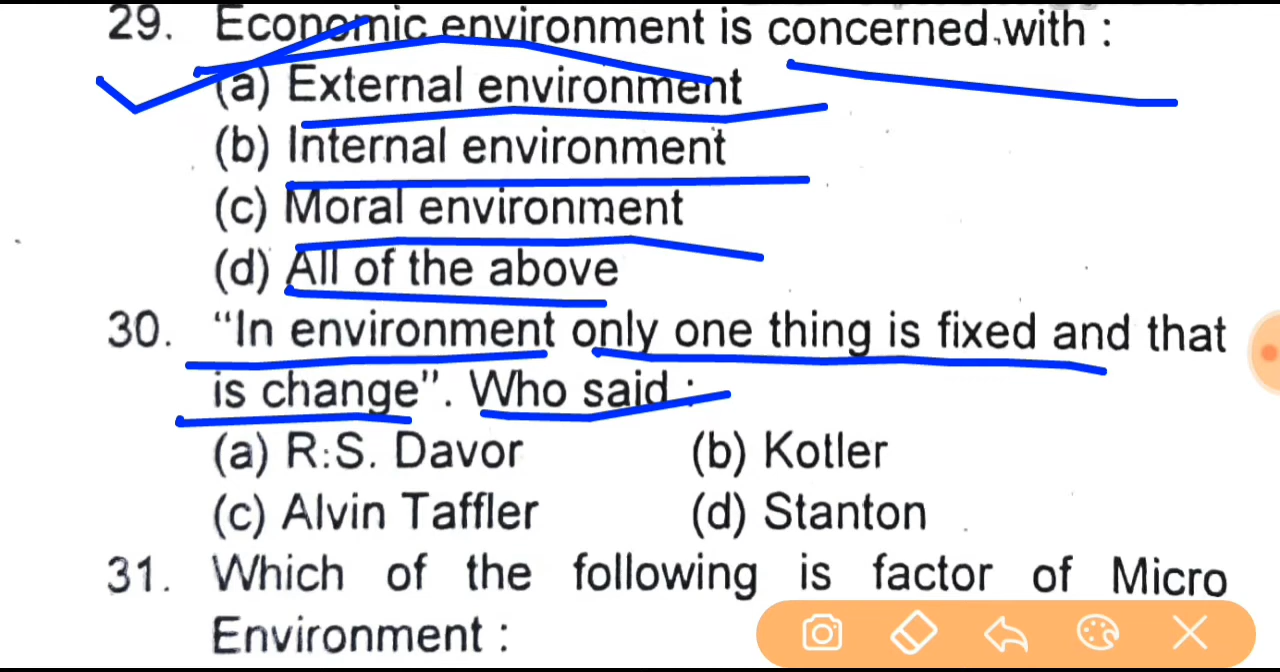 29. Economic environment is concerned with :
(a) External environment
(b) Internal environment
(c) Moral environment
(d) All of the above
30. “In environment only one thing is fixed and that
is change”. Who said :
(a) R.S. Davor (b) Kotler
(c) Alvin Taffler (d) Stanton
31. Which of the following is factor of Micro
Environment :